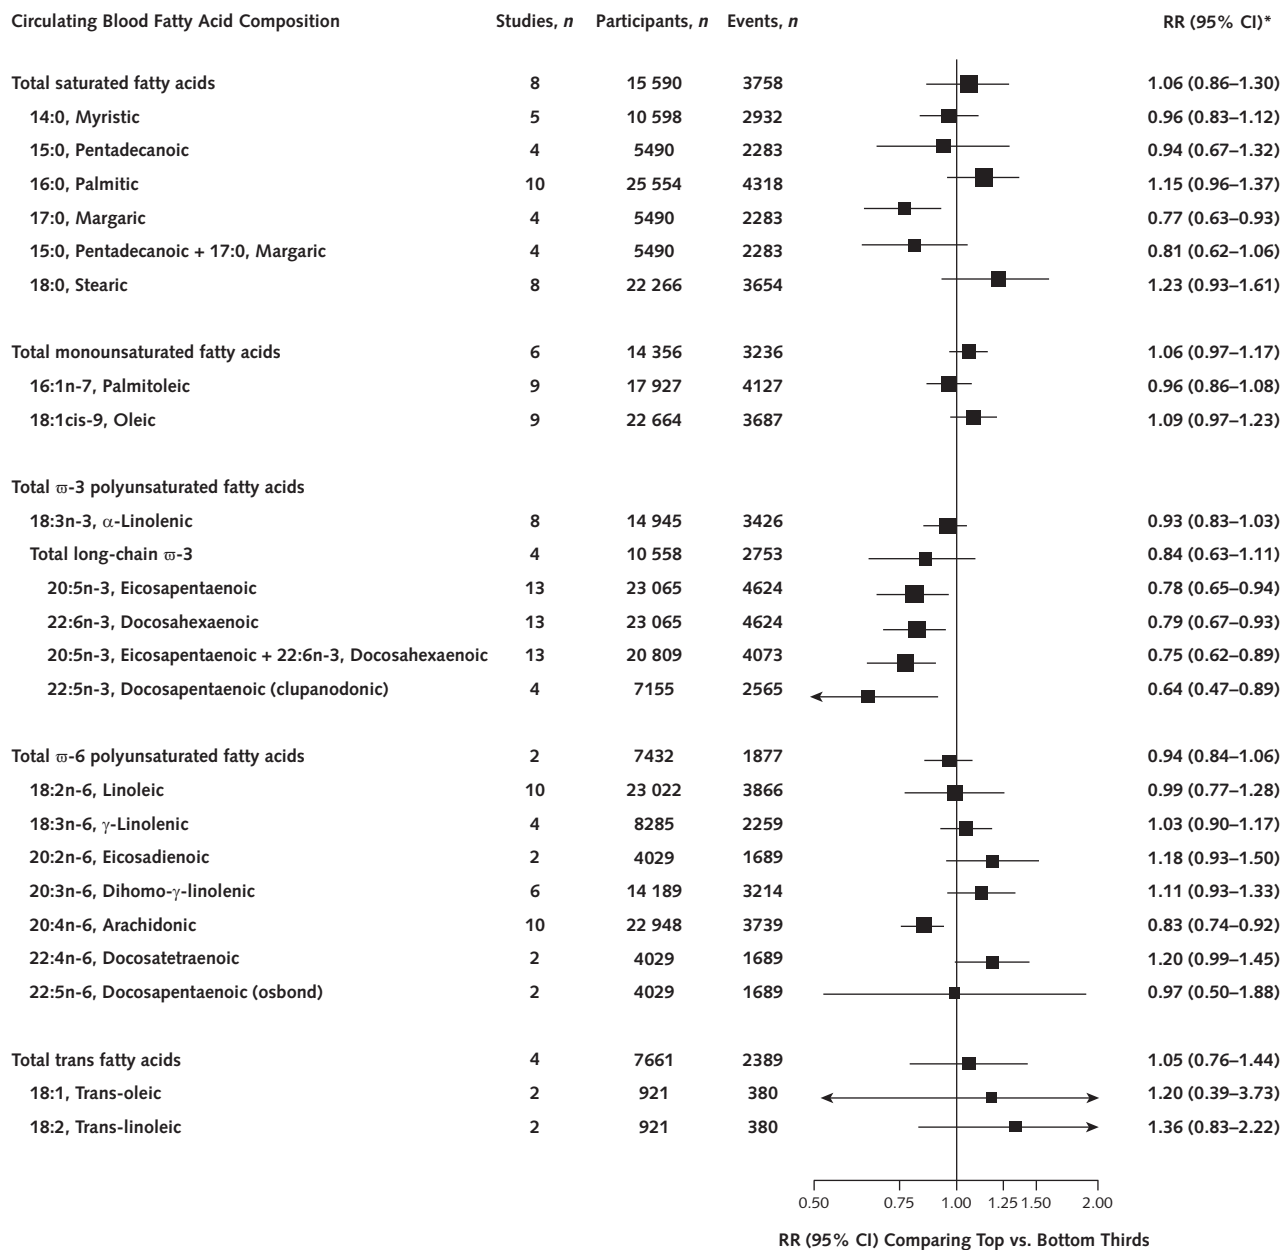 Circulating Blood Fatty Acid Composition Studies, n Participants, n Events, n RR (95% CI)*
Total saturated fatty acids 8 15 590 3758 1.06 (0.86–1.30)
14:0, Myristic 5 10 598 2932 0.96 (0.83–1.12)
15:0, Pentadecanoic 4 5490 2283 0.94 (0.67–1.32)
16:0, Palmitic 10 25 554 4318 1.15 (0.96–1.37)
17:0, Margaric 4 5490 2283 0.77 (0.63–0.93)
15:0, Pentadecanoic + 17:0, Margaric 4 5490 2283 0.81 (0.62–1.06)
18:0, Stearic 8 22 266 3654 1.23 (0.93–1.61)
Total monounsaturated fatty acids 6 14 356 3236 1.06 (0.97–1.17)
16:1n-7, Palmitoleic 9 17 927 4127 0.96 (0.86–1.08)
18:1cis-9, Oleic 9 22 664 3687 1.09 (0.97–1.23)
Total ϖ-3 polyunsaturated fatty acids
18:3n-3, α-Linolenic 8 14 945 3426 0.93 (0.83–1.03)
Total long-chain ϖ-3 4 10 558 2753 0.84 (0.63–1.11)
20:5n-3, Eicosapentaenoic 13 23 065 4624 0.78 (0.65–0.94)
22:6n-3, Docosahexaenoic 13 23 065 4624 0.79 (0.67–0.93)
20:5n-3, Eicosapentaenoic + 22:6n-3, Docosahexaenoic 13 20 809 4073 0.75 (0.62–0.89)
22:5n-3, Docosapentaenoic (clupanodonic) 4 7155 2565 0.64 (0.47–0.89)
Total ϖ-6 polyunsaturated fatty acids 2 7432 1877 0.94 (0.84–1.06)
18:2n-6, Linoleic 10 23 022 3866 0.99 (0.77–1.28)
18:3n-6, γ-Linolenic 4 8285 2259 1.03 (0.90–1.17)
20:2n-6, Eicosadienoic 2 4029 1689 1.18 (0.93–1.50)
20:3n-6, Dihomo-γ-linolenic 6 14 189 3214 1.11 (0.93–1.33)
20:4n-6, Arachidonic 10 22 948 3739 0.83 (0.74–0.92)
22:4n-6, Docosatetraenoic 2 4029 1689 1.20 (0.99–1.45)
22:5n-6, Docosapentaenoic (osbond) 2 4029 1689 0.97 (0.50–1.88)
Total trans fatty acids 4 7661 2389 1.05 (0.76–1.44)
18:1, Trans-oleic 2 921 380 1.20 (0.39–3.73)
18:2, Trans-linoleic 2 921 380 1.36 (0.83–2.22)
0.50 0.75 1.00 1.25 1.50 2.00
RR (95% CI) Comparing Top vs. Bottom Thirds